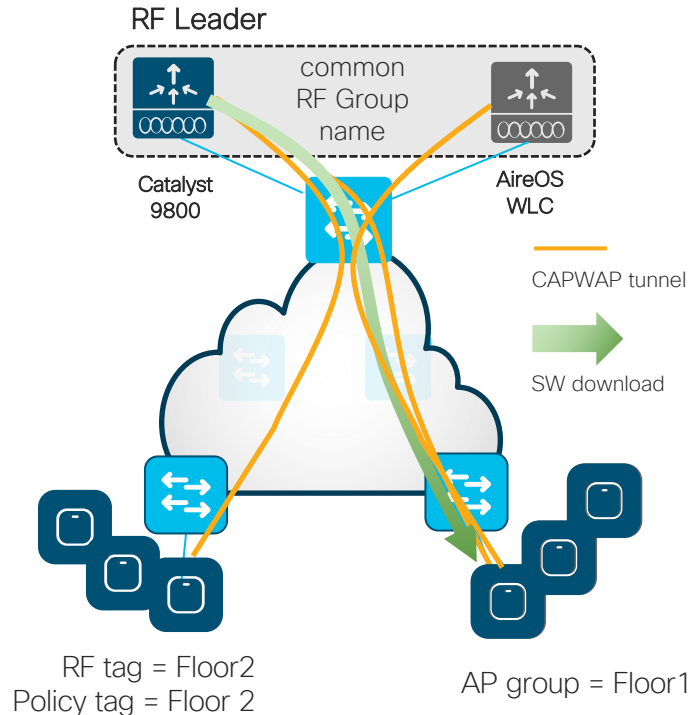 RF Leader
common
RF Group
name
Catalyst
9800
AireOS
WLC
CAPWAP tunnel
SW download
RF tag = Floor2
Policy tag = Floor 2
AP group = Floor1